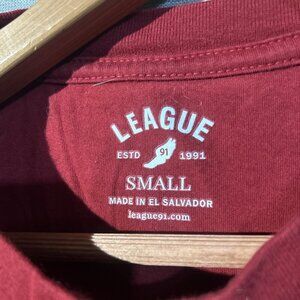 LEAGUE
ESTD 91 1991
SMALL
MADE IN EL SALVADOR
league91.com